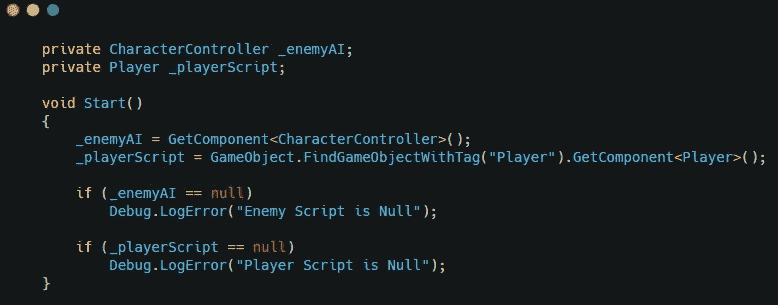 private CharacterController _enemyAI;
private Player _playerScript;
void Start()
{
_enemyAI = GetComponent<CharacterController>();
_playerScript = GameObject.FindGameObjectWithTag("Player").GetComponent<Player>();
if (_enemyAI == null)
Debug.LogError("Enemy Script is Null");
if (_playerScript == null)
Debug.LogError("Player Script is Null");
}